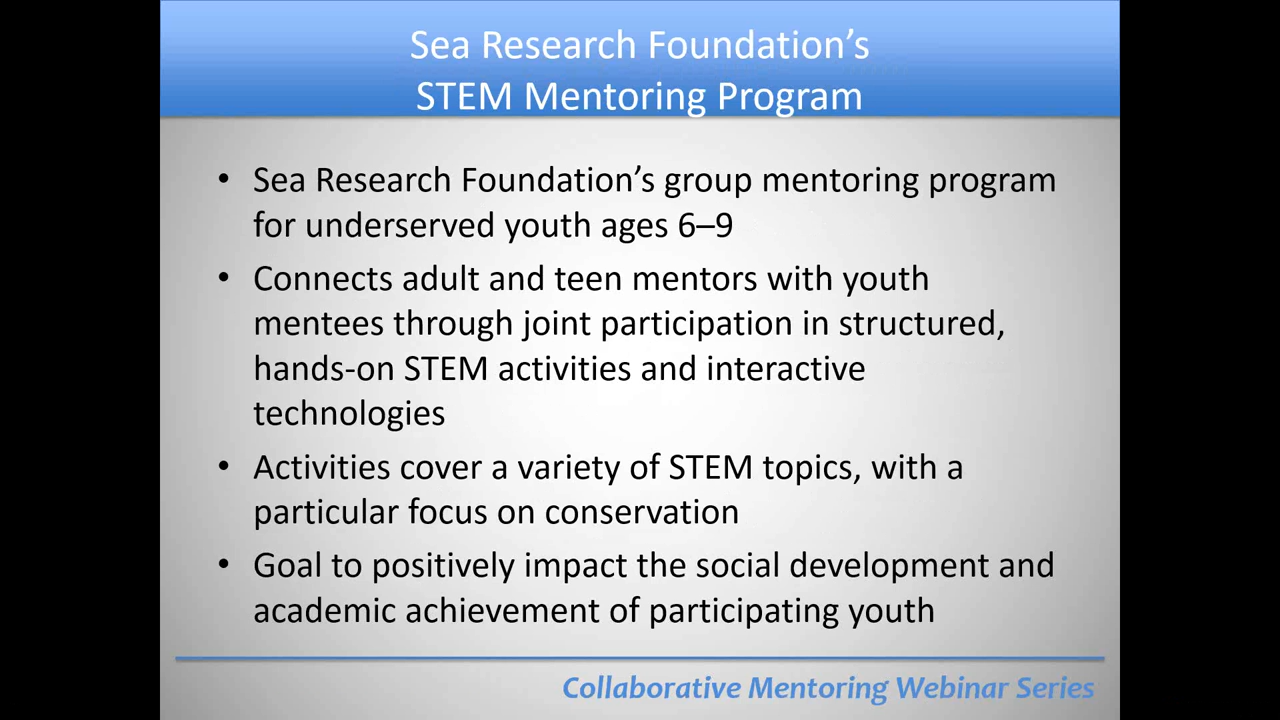 Sea Research Foundation’s
STEM Mentoring Program
• Sea Research Foundation’s group mentoring program
for underserved youth ages 6–9
• Connects adult and teen mentors with youth
mentees through joint participation in structured,
hands-on STEM activities and interactive
technologies
• Activities cover a variety of STEM topics, with a
particular focus on conservation
• Goal to positively impact the social development and
academic achievement of participating youth
Collaborative Mentoring Webinar Series